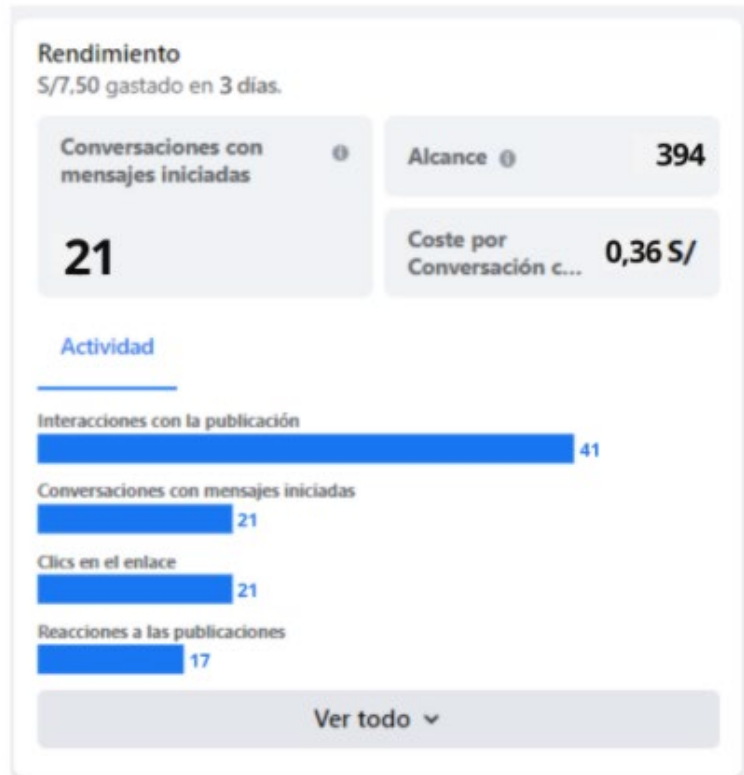 Rendimiento
S/7,50 gastado en 3 días.
Conversaciones con
mensajes iniciadas
21
Alcance
394
Coste por
Conversación c...
0,36 S/
Actividad
Interacciones con la publicación
41
Conversaciones con mensajes iniciadas
21
Clics en el enlace
21
Reacciones a las publicaciones
17
Ver todo